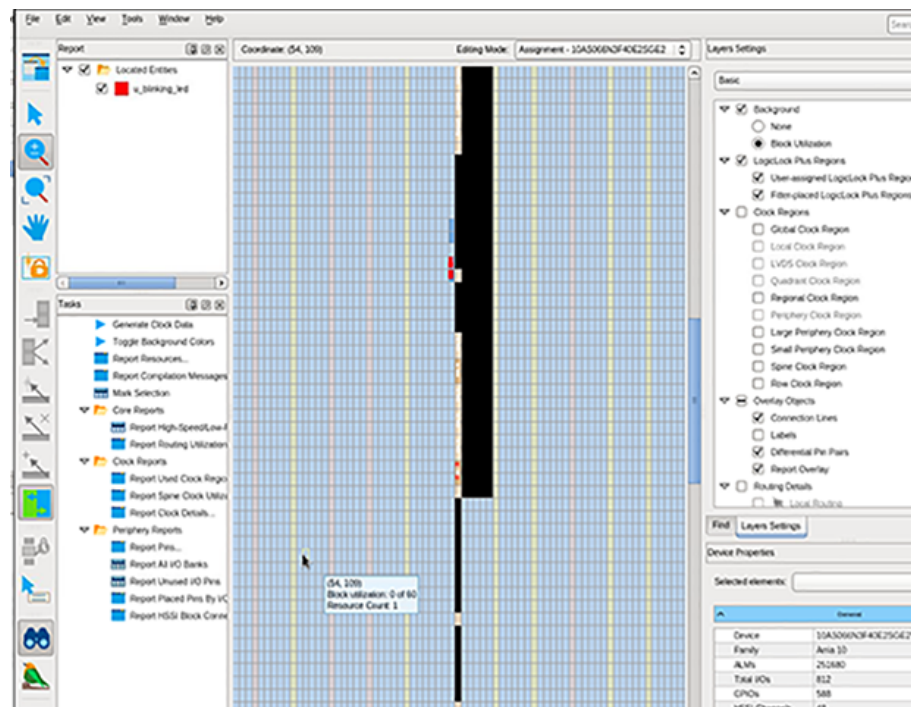 File Edit View Tools Window Help
Report
Located Entities
u_blinking_led
Tasks
Generate Clock Data
Toggle Background Colors
Report Resources...
Report Compilation Messages
Mark Selection
Core Reports
Report High-Speed/Low-
Report Routing Utilization
Clock Reports
Report Used Clock Regio
Report Spine Clock Utiliz
Report Clock Details...
Periphery Reports
Report Pins...
Report All I/O Banks
Report Unused I/O Pins
Report Placed Pins By I/O
Report HSSI Block Conne
Coordinate: (54, 109)
Editing Mode: Assignment - 10AS066N3F40E2SGE2
(54, 109)
Block utilization: 0 of 60
Resource Count: 1
Sear
Layers Settings
Basic
Background
None
Block Utilization
LogicLock Plus Regions
User-assigned LogicLock Plus Regio
Fitter-placed LogicLock Plus Regions
Clock Regions
Global Clock Region
Local Clock Region
LVDS Clock Region
Quadrant Clock Region
Regional Clock Region
Periphery Clock Region
Large Periphery Clock Region
Small Periphery Clock Region
Spine Clock Region
Row Clock Region
Overlay Objects
Connection Lines
Labels
Differential Pin Pairs
Report Overlay
Routing Details
Local Routing
Find Layers Settings
Device Properties
Selected elements:
General
Device 10AS066N3F40E2SGE2
Family Arria 10
ALMs 251680
Total I/Os 812
GPIOs 588